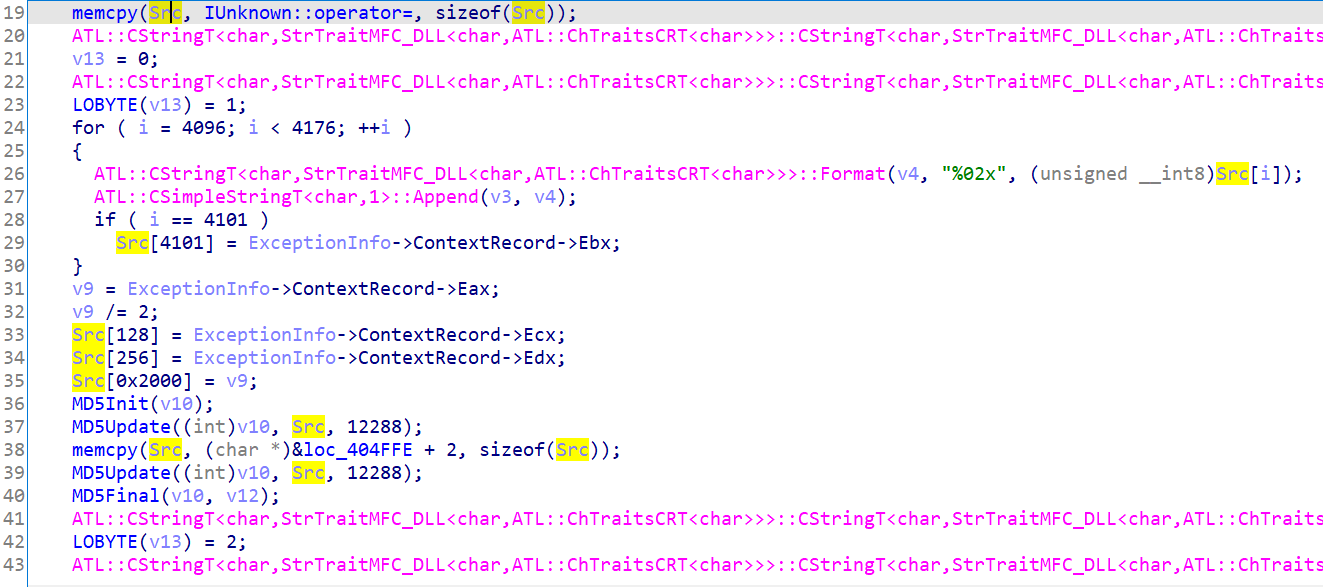 19 memcpy(Src, IUnknown::operator=, sizeof(Src));
20 ATL::CStringT<char,StrTraitMFC_DLL<char,ATL::ChTraitsCRT<char>>>::CStringT<char,StrTraitMFC_DLL<char,ATL::ChTraits
21 v13 = 0;
22 ATL::CStringT<char,StrTraitMFC_DLL<char,ATL::ChTraitsCRT<char>>>::CStringT<char,StrTraitMFC_DLL<char,ATL::ChTraits
23 LOBYTE(v13) = 1;
24 for ( i = 4096; i < 4176; ++i )
25 {
26 ATL::CStringT<char,StrTraitMFC_DLL<char,ATL::ChTraitsCRT<char>>>::Format(v4, "%02x", (unsigned __int8)Src[i]);
27 ATL::CSimpleStringT<char,1>::Append(v3, v4);
28 if ( i == 4101 )
29 Src[4101] = ExceptionInfo->ContextRecord->Ebx;
30 }
31 v9 = ExceptionInfo->ContextRecord->Eax;
32 v9 /= 2;
33 Src[128] = ExceptionInfo->ContextRecord->Ecx;
34 Src[256] = ExceptionInfo->ContextRecord->Edx;
35 Src[0x2000] = v9;
36 MD5Init(v10);
37 MD5Update((int)v10, Src, 12288);
38 memcpy(Src, (char *)&loc_404FFE + 2, sizeof(Src));
39 MD5Update((int)v10, Src, 12288);
40 MD5Final(v10, v12);
41 ATL::CStringT<char,StrTraitMFC_DLL<char,ATL::ChTraitsCRT<char>>>::CStringT<char,StrTraitMFC_DLL<char,ATL::ChTraits
42 LOBYTE(v13) = 2;
43 ATL::CStringT<char,StrTraitMFC_DLL<char,ATL::ChTraitsCRT<char>>>::CStringT<char,StrTraitMFC_DLL<char,ATL::ChTraits